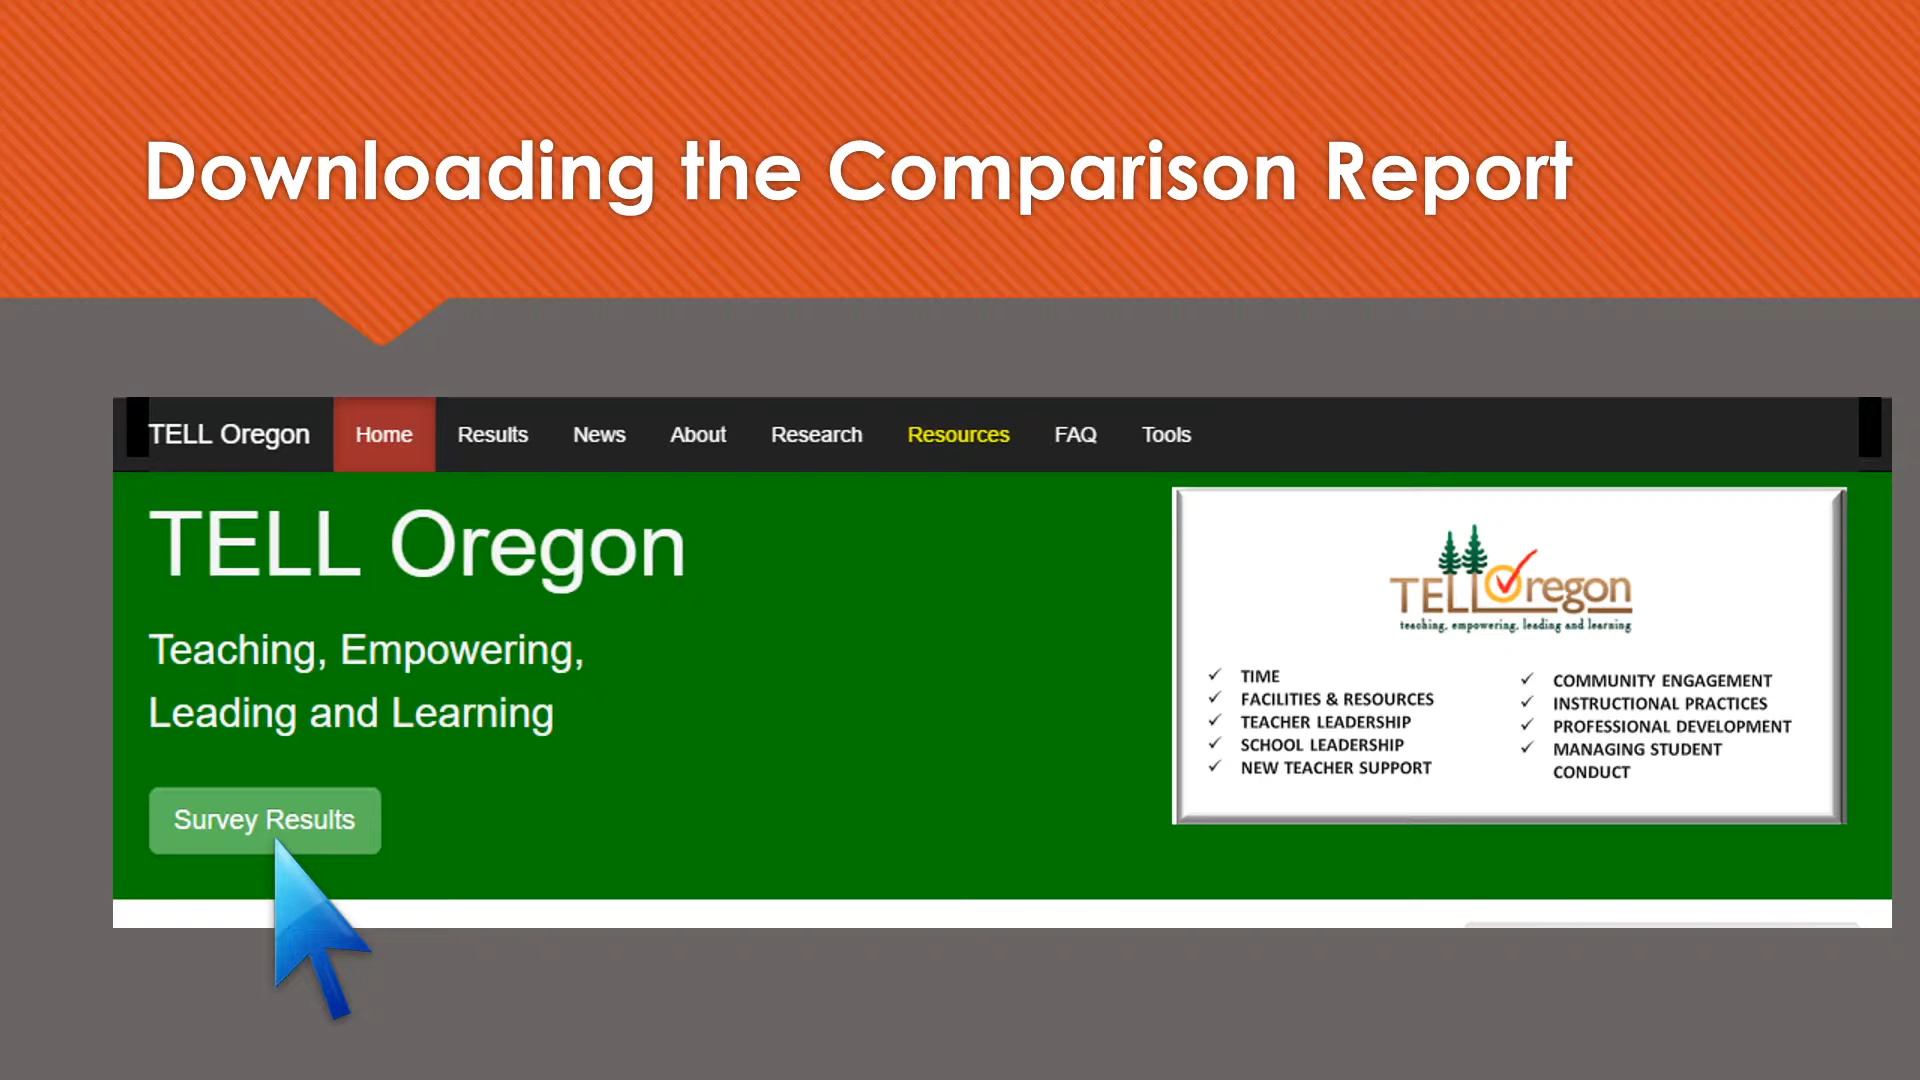 Downloading the Comparison Report
TELL Oregon Home Results News About Research Resources FAQ Tools
TELL Oregon
Teaching, Empowering,
Leading and Learning
Survey Results
TELL Oregon
teaching, empowering, leading and learning
✓ TIME
✓ FACILITIES & RESOURCES
✓ TEACHER LEADERSHIP
✓ SCHOOL LEADERSHIP
✓ NEW TEACHER SUPPORT
✓ COMMUNITY ENGAGEMENT
✓ INSTRUCTIONAL PRACTICES
✓ PROFESSIONAL DEVELOPMENT
✓ MANAGING STUDENT
CONDUCT